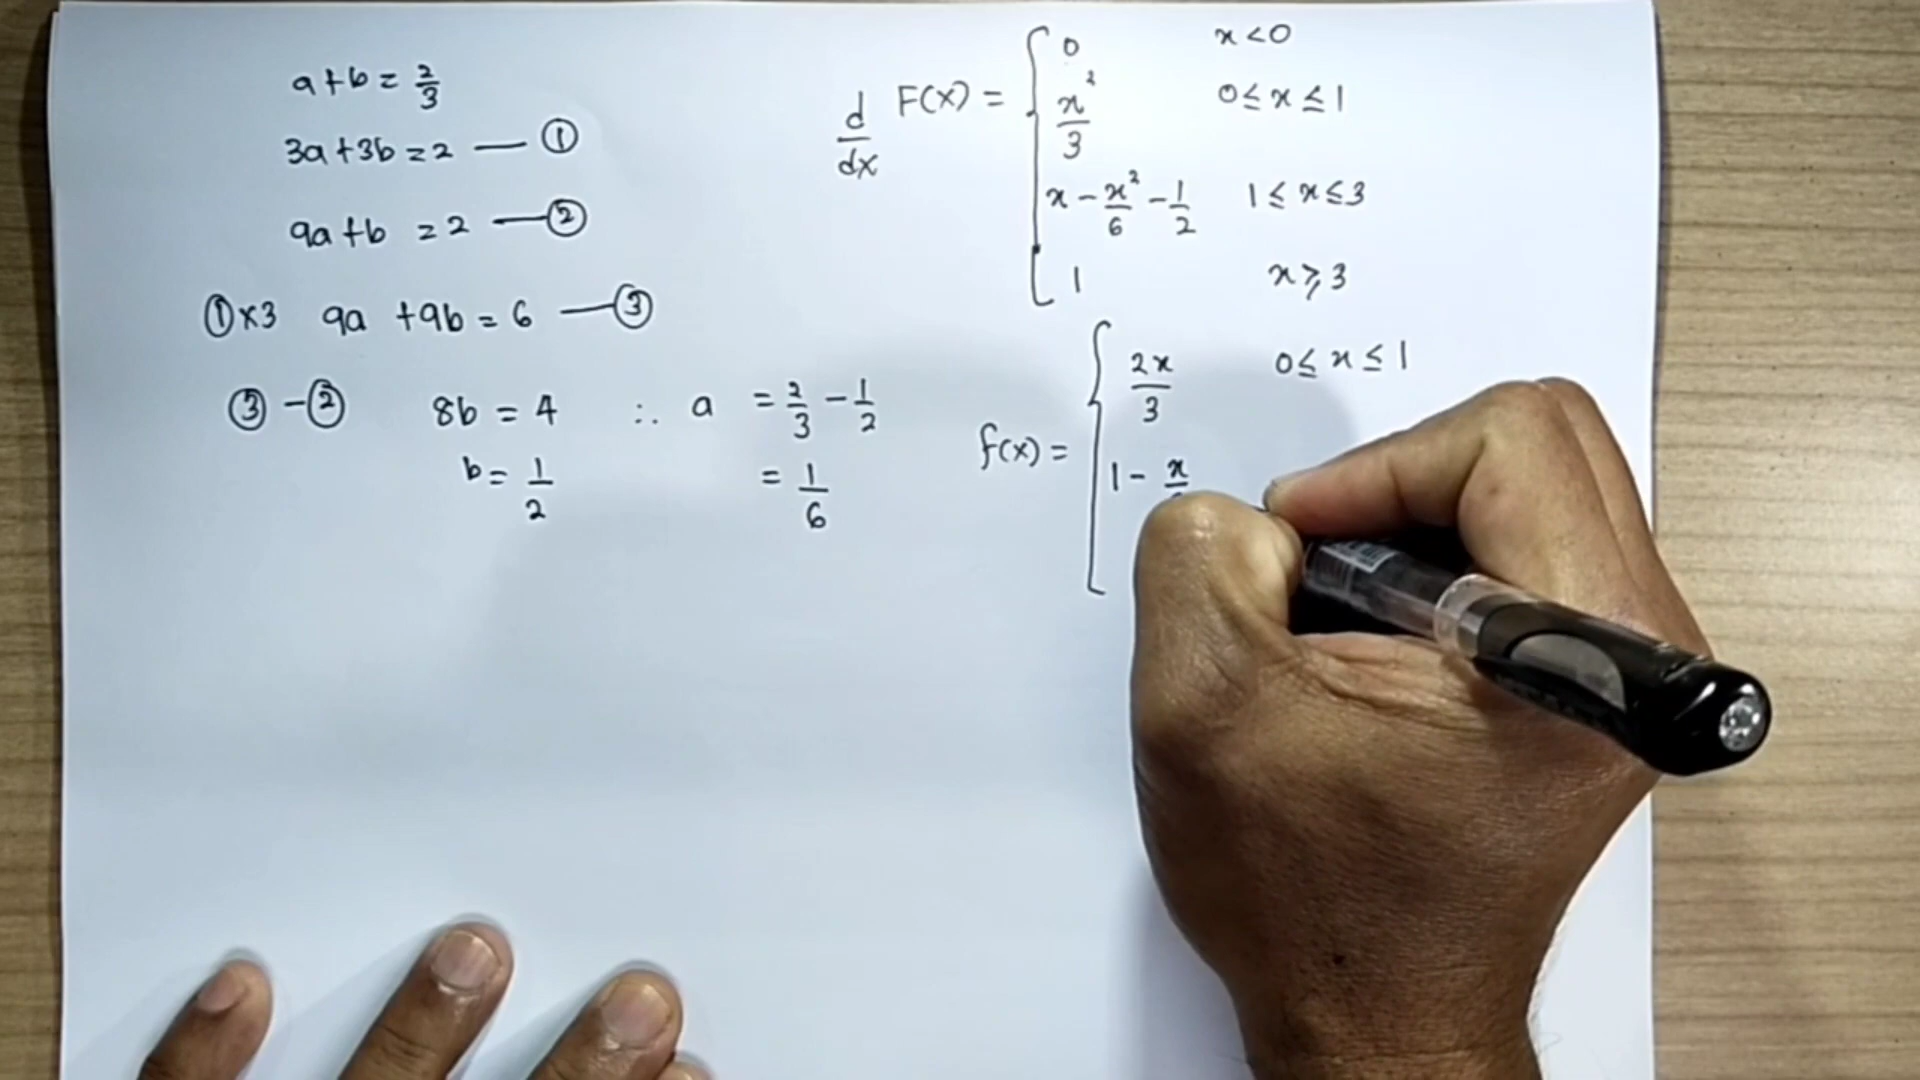 a + b = 2/3
3a + 3b = 2 — ①
9a + b = 2 — ②
① × 3 9a + 9b = 6 — ③
③ - ② 8b = 4 ∴ a = 2/3 - 1/2
b = 1/2 = 1/6
d/dx F(x) = { 0 x < 0
x²/3 0 ≤ x ≤ 1
x - x²/6 - 1/2 1 ≤ x ≤ 3
1 x ⩾ 3
f(x) = { 2x/3 0 ≤ x ≤ 1
1 - x